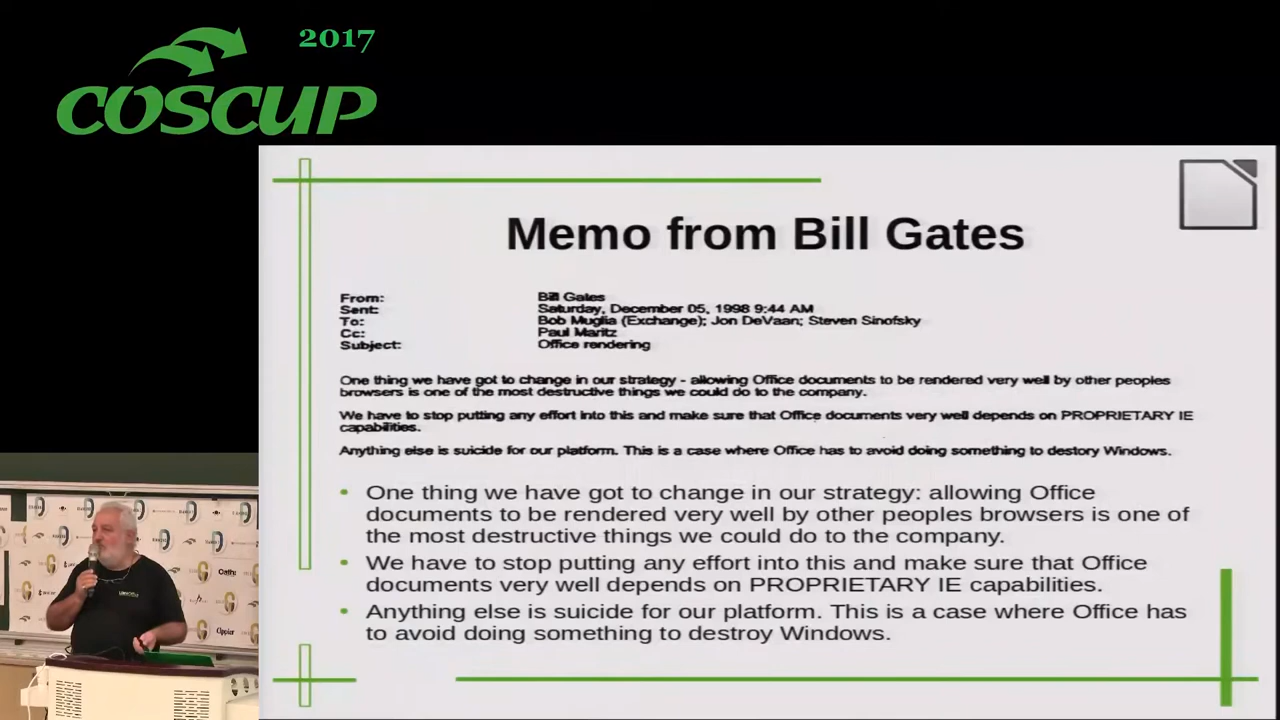 2017
COSCUP
Memo from Bill Gates
From: Bill Gates
Sent: Saturday, December 05, 1998 9:44 AM
To: Bob Muglia (Exchange); Jon DeVaan; Steven Sinofsky
Cc: Paul Maritz
Subject: Office rendering
One thing we have got to change in our strategy - allowing Office documents to be rendered very well by other peoples
browsers is one of the most destructive things we could do to the company.
We have to stop putting any effort into this and make sure that Office documents very well depends on PROPRIETARY IE
capabilities.
Anything else is suicide for our platform. This is a case where Office has to avoid doing something to destory Windows.
• One thing we have got to change in our strategy: allowing Office
documents to be rendered very well by other peoples browsers is one of
the most destructive things we could do to the company.
• We have to stop putting any effort into this and make sure that Office
documents very well depends on PROPRIETARY IE capabilities.
• Anything else is suicide for our platform. This is a case where Office has
to avoid doing something to destroy Windows.